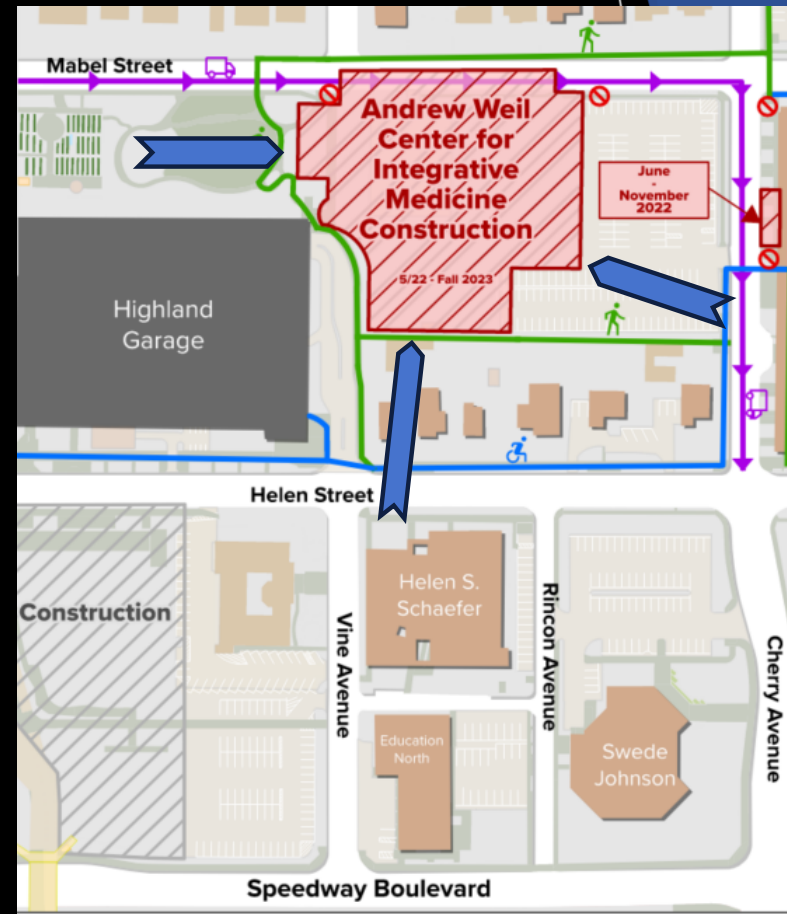 Mabel Street
Andrew Weil
Center for
Integrative
Medicine
Construction
5/22 - Fall 2023
June
-
November
2022
Highland
Garage
Helen Street
Construction
Helen S.
Schaefer
Vine Avenue
Rincon Avenue
Cherry Avenue
Education
North
Swede
Johnson
Speedway Boulevard